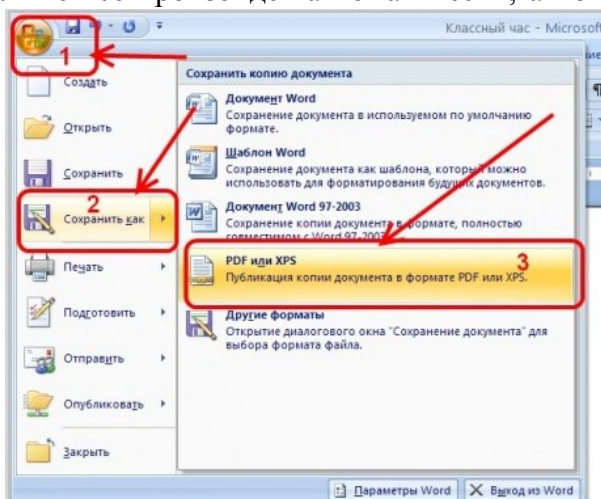 Классный час - Microsoft
1
Создать
Открыть
Сохранить
2
Сохранить как
Печать
Подготовить
Отправить
Опубликовать
Закрыть
Сохранить копию документа
Документ Word
Сохранение документа в используемом по умолчанию
формате.
Шаблон Word
Сохранение документа как шаблона, который можно
использовать для форматирования будущих документов.
Документ Word 97-2003
Сохранение копии документа в формате, полностью
совместимом с Word 97-2003.
PDF или XPS
3
Публикация копии документа в формате PDF или XPS.
Другие форматы
Открытие диалогового окна "Сохранение документа" для
выбора формата файла.
Параметры Word
Выход из Word